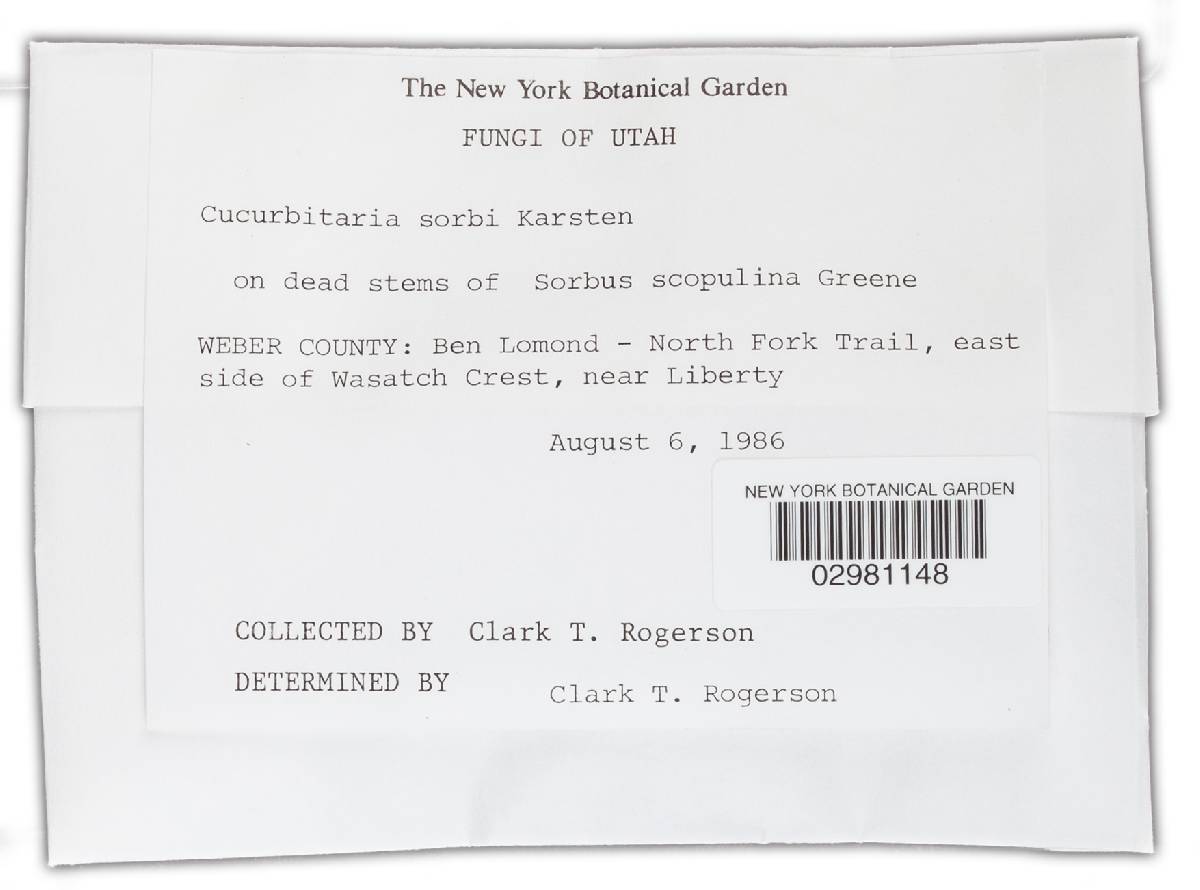 The New York Botanical Garden
FUNGI OF UTAH
Cucurbitaria sorbi Karsten
on dead stems of Sorbus scopulina Greene
WEBER COUNTY: Ben Lomond - North Fork Trail, east
side of Wasatch Crest, near Liberty
August 6, 1986
NEW YORK BOTANICAL GARDEN
02981148
COLLECTED BY Clark T. Rogerson
DETERMINED BY Clark T. Rogerson